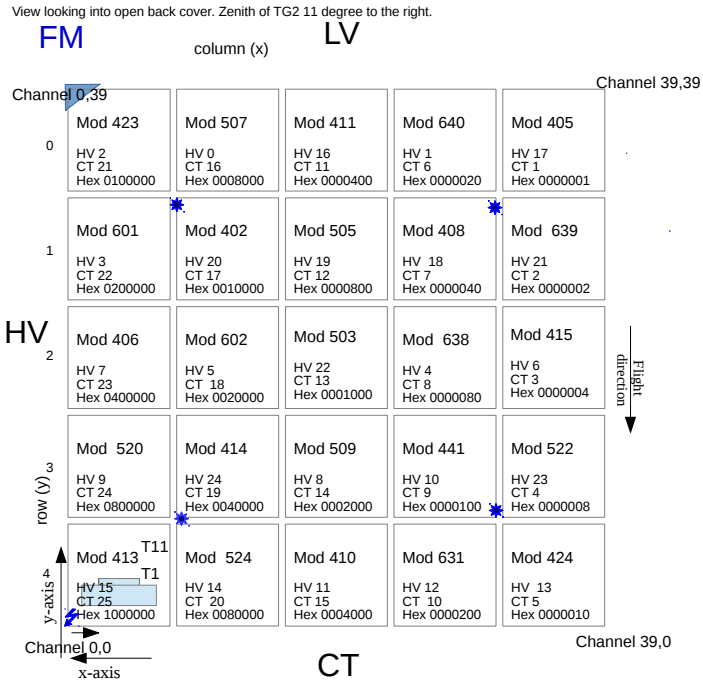 View looking into open back cover. Zenith of TG2 11 degree to the right.
FM
LV
column (x)
Channel 0,39
Channel 39,39
0
Mod 423
HV 2
CT 21
Hex 0100000
Mod 507
HV 0
CT 16
Hex 0008000
Mod 411
HV 16
CT 11
Hex 0000400
Mod 640
HV 1
CT 6
Hex 0000020
Mod 405
HV 17
CT 1
Hex 0000001
1
Mod 601
HV 3
CT 22
Hex 0200000
Mod 402
HV 20
CT 17
Hex 0010000
Mod 505
HV 19
CT 12
Hex 0000800
Mod 408
HV 18
CT 7
Hex 0000040
Mod 639
HV 21
CT 2
Hex 0000002
HV
2
Mod 406
HV 7
CT 23
Hex 0400000
Mod 602
HV 5
CT 18
Hex 0020000
Mod 503
HV 22
CT 13
Hex 0001000
Mod 638
HV 4
CT 8
Hex 0000080
Mod 415
HV 6
CT 3
Hex 0000004
Flight
direction
row (y)
3
Mod 520
HV 9
CT 24
Hex 0800000
Mod 414
HV 24
CT 19
Hex 0040000
Mod 509
HV 8
CT 14
Hex 0002000
Mod 441
HV 10
CT 9
Hex 0000100
Mod 522
HV 23
CT 4
Hex 0000008
4
y-axis
Mod 413
T11
T1
HV 15
CT 25
Hex 1000000
Mod 524
HV 14
CT 20
Hex 0080000
Mod 410
HV 11
CT 15
Hex 0004000
Mod 631
HV 12
CT 10
Hex 0000200
Mod 424
HV 13
CT 5
Hex 0000010
Channel 0,0
Channel 39,0
x-axis
CT